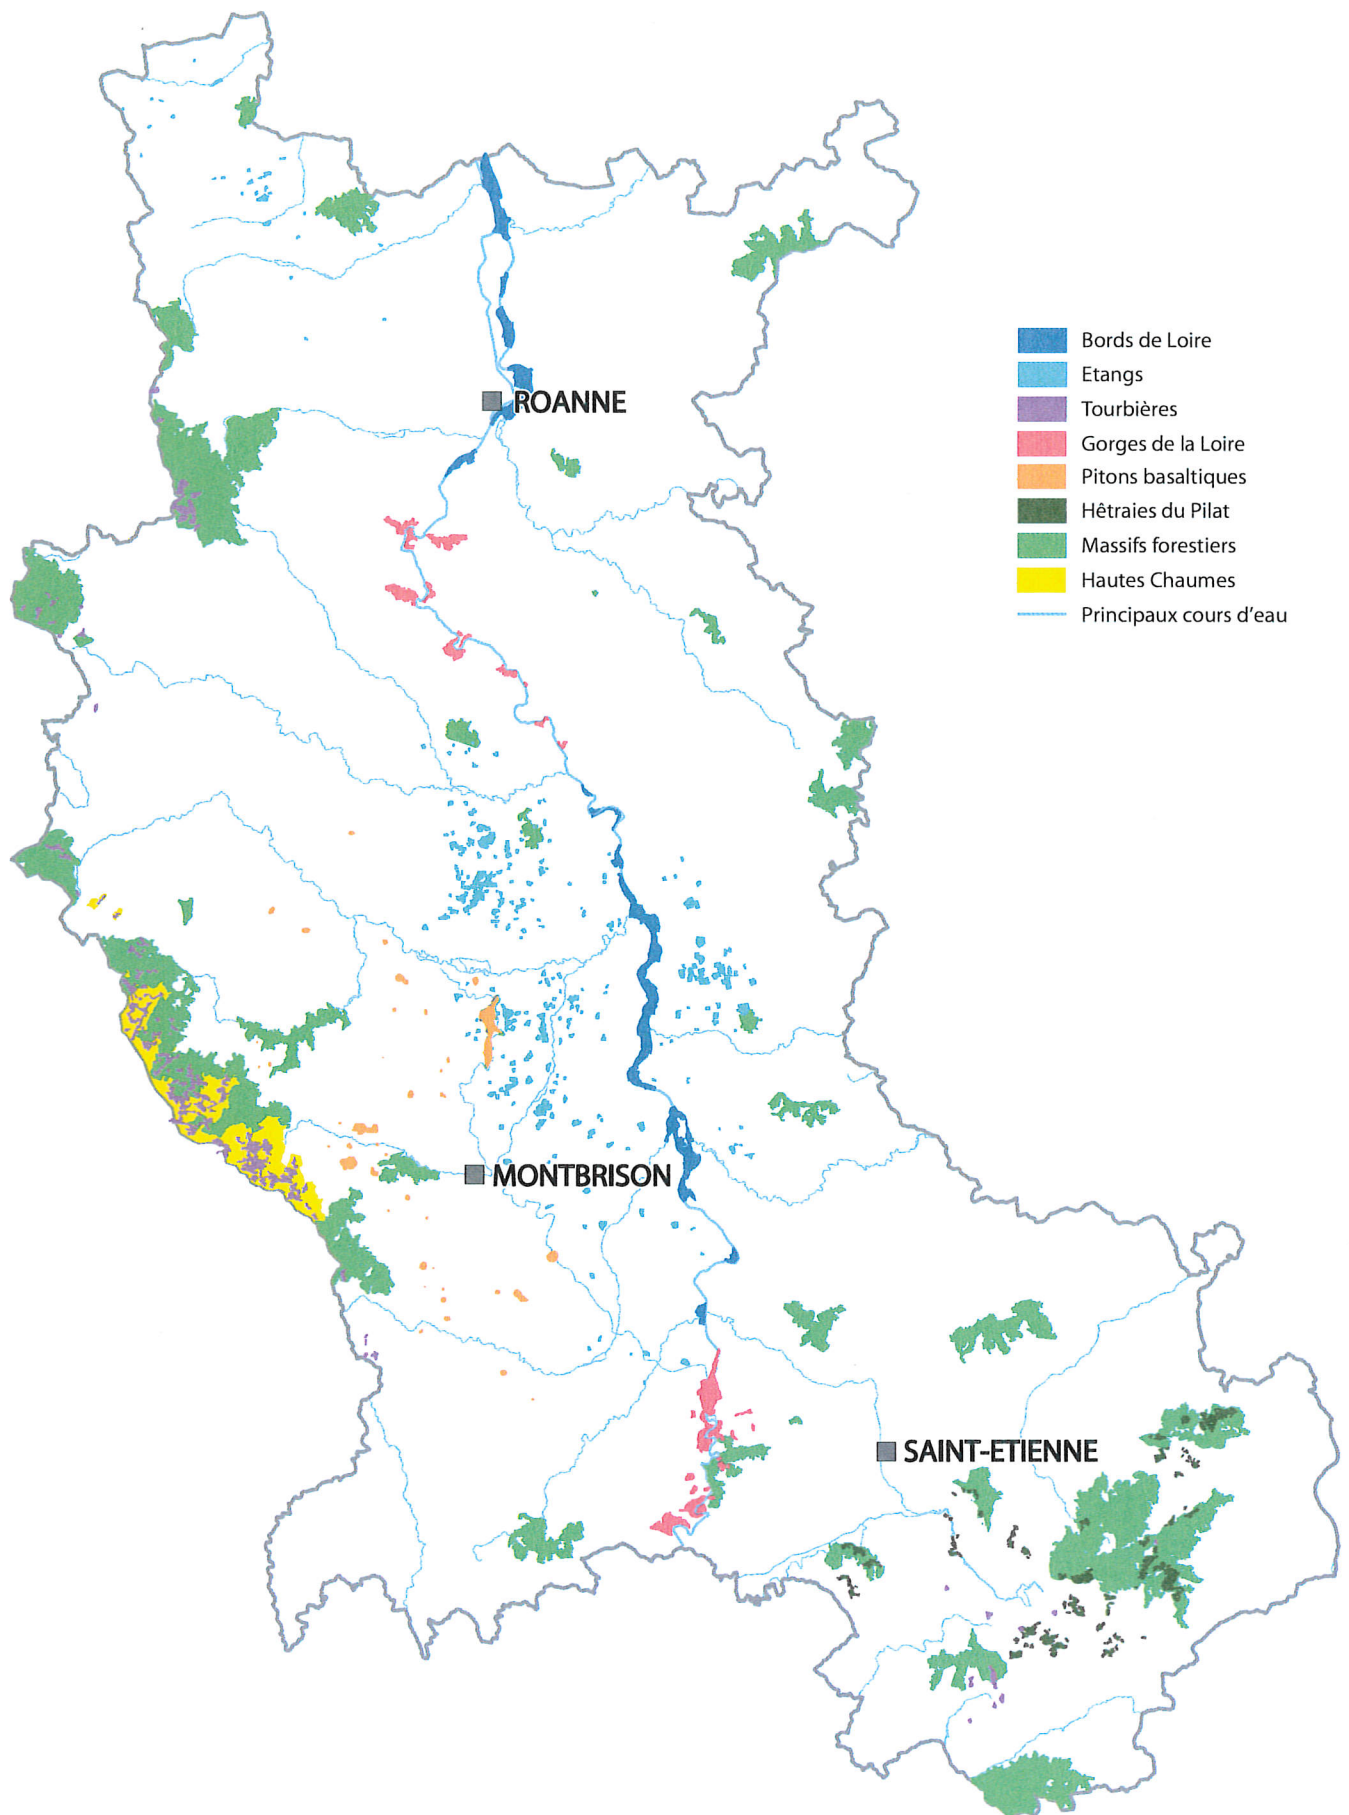 Bords de Loire
Etangs
Tourbières
Gorges de la Loire
Pitons basaltiques
Hêtraies du Pilat
Massifs forestiers
Hautes Chaumes
Principaux cours d'eau
ROANNE
MONTBRISON
SAINT-ETIENNE